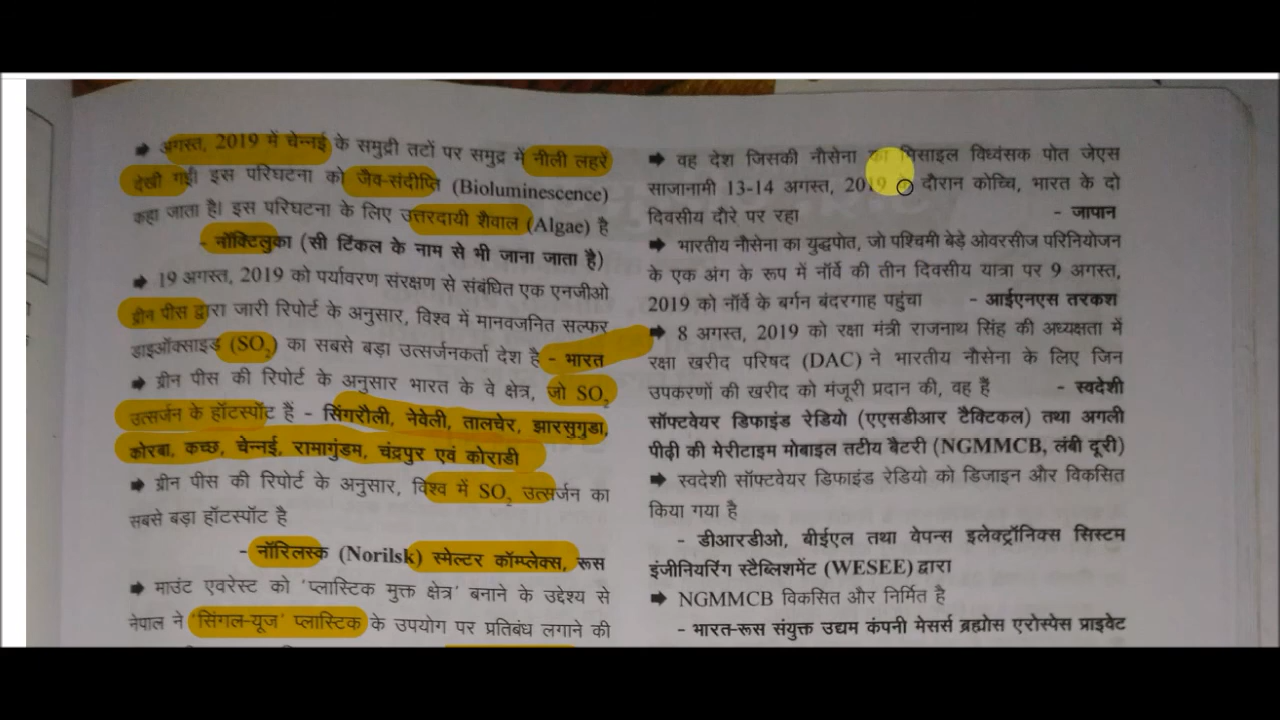 ➡ अगस्त, 2019 में चेन्नई के समुद्री तटों पर समुद्र में नीली लहरें
देखी गईं इस परिघटना को जैव-संदीप्ति (Bioluminescence)
कहा जाता है। इस परिघटना के लिए उत्तरदायी शैवाल (Algae) है
- नोक्टिलुका (सी टिंकल के नाम से भी जाना जाता है)
➡ 19 अगस्त, 2019 को पर्यावरण संरक्षण से संबंधित एक एनजीओ
ग्रीन पीस द्वारा जारी रिपोर्ट के अनुसार, विश्व में मानवजनित सल्फर
डाइऑक्साइड (SO₂) का सबसे बड़ा उत्सर्जनकर्ता देश है - भारत
➡ ग्रीन पीस की रिपोर्ट के अनुसार भारत के वे क्षेत्र, जो SO₂
उत्सर्जन के हॉटस्पॉट हैं - सिंगरौली, नेवेली, तालचेर, झारसुगुडा,
कोरबा, कच्छ, चेन्नई, रामागुंडम, चंद्रपुर एवं कोराडी
➡ ग्रीन पीस की रिपोर्ट के अनुसार, विश्व में SO₂ उत्सर्जन का
सबसे बड़ा हॉटस्पॉट है
- नॉरिलस्क (Norilsk) स्मेल्टर कॉम्प्लेक्स, रूस
➡ माउंट एवरेस्ट को 'प्लास्टिक मुक्त क्षेत्र' बनाने के उद्देश्य से
नेपाल ने 'सिंगल-यूज' प्लास्टिक के उपयोग पर प्रतिबंध लगाने की
➡ वह देश जिसकी नौसेना का मिसाइल विध्वंसक पोत जेएस
साजानामी 13-14 अगस्त, 2019 के दौरान कोच्चि, भारत के दो
दिवसीय दौरे पर रहा - जापान
➡ भारतीय नौसेना का युद्धपोत, जो पश्चिमी बेड़े ओवरसीज परिनियोजन
के एक अंग के रूप में नॉर्वे की तीन दिवसीय यात्रा पर 9 अगस्त,
2019 को नॉर्वे के बर्गन बंदरगाह पहुंचा - आईएनएस तरकश
➡ 8 अगस्त, 2019 को रक्षा मंत्री राजनाथ सिंह की अध्यक्षता में
रक्षा खरीद परिषद (DAC) ने भारतीय नौसेना के लिए जिन
उपकरणों की खरीद को मंजूरी प्रदान की, वह हैं - स्वदेशी
सॉफ्टवेयर डिफाइंड रेडियो (एएसडीआर टैक्टिकल) तथा अगली
पीढ़ी की मेरीटाइम मोबाइल तटीय बैटरी (NGMMCB, लंबी दूरी)
➡ स्वदेशी सॉफ्टवेयर डिफाइंड रेडियो को डिजाइन और विकसित
किया गया है
- डीआरडीओ, बीईएल तथा वेपन्स इलेक्ट्रॉनिक्स सिस्टम
इंजीनियरिंग स्टैब्लिशमेंट (WESEE) द्वारा
➡ NGMMCB विकसित और निर्मित है
- भारत-रूस संयुक्त उद्यम कंपनी मेसर्स ब्रह्मोस एरोस्पेस प्राइवेट